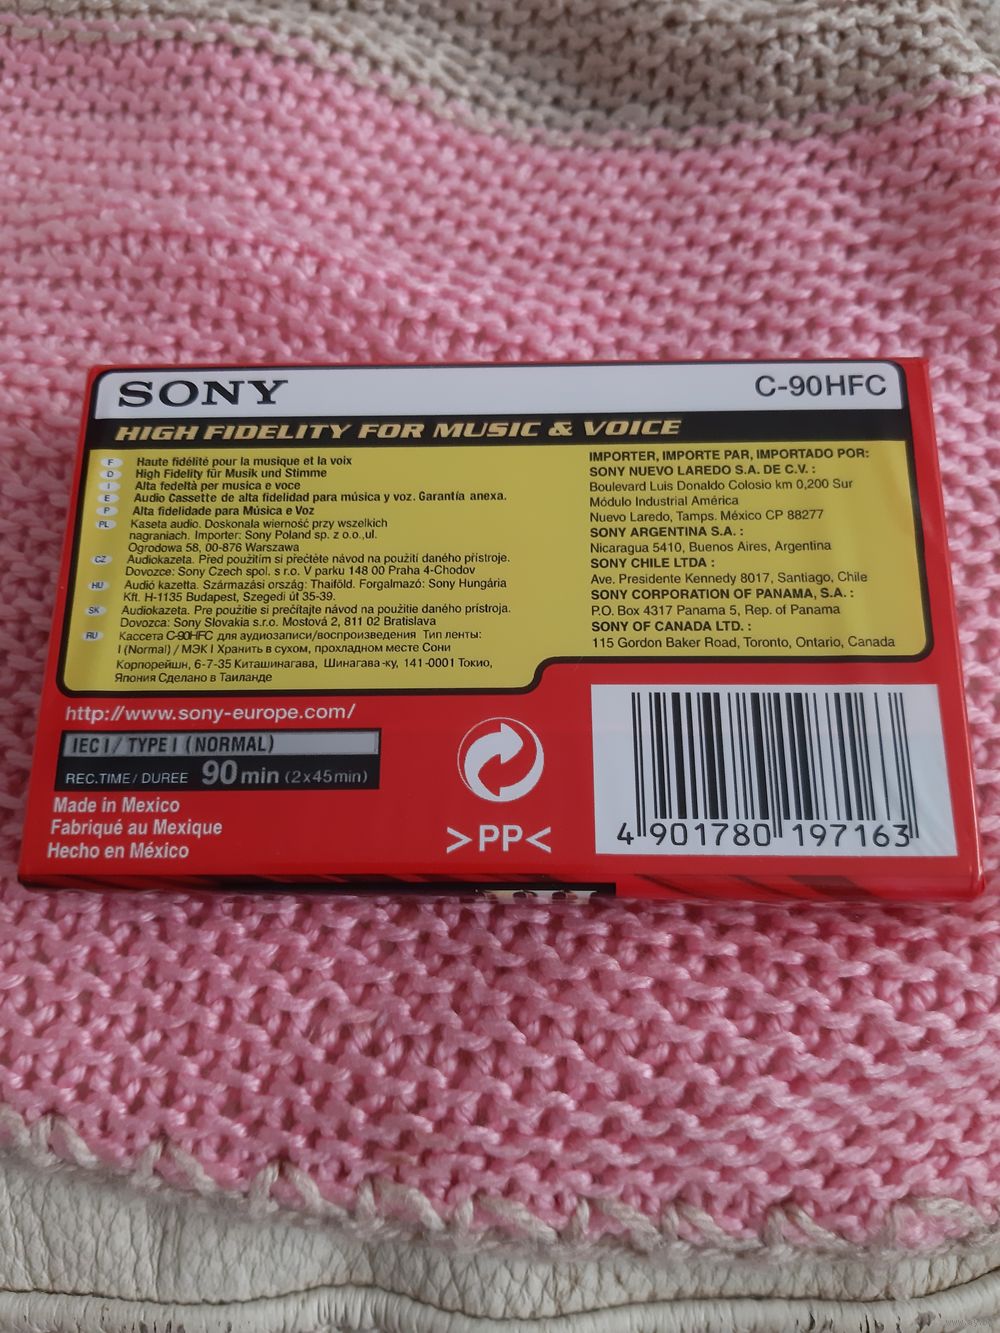 SONY
C-90HFC
HIGH FIDELITY FOR MUSIC & VOICE
F Haute fidélité pour la musique et la voix
D High Fidelity für Musik und Stimme
I Alta fedeltà per musica e voce
E Audio Cassette de alta fidelidad para música y voz. Garantía anexa.
P Alta fidelidade para Música e Voz
PL Kaseta audio. Doskonala wierność przy wszelkich
nagraniach. Importer: Sony Poland sp. z o.o.,ul.
Ogrodowa 58, 00-876 Warszawa
CZ Audiokazeta. Před použitím si přečtěte návod na použití daného přístroje.
Dovozce: Sony Czech spol. s r.o. V parku 148 00 Praha 4-Chodov
HU Audió kazetta. Származási ország: Thaiföld. Forgalmazó: Sony Hungária
Kft. H-1135 Budapest, Szegedi út 35-39.
SK Audiokazeta. Pre použitie si prečítajte návod na použitie daného prístroja.
Dovozca: Sony Slovakia s.r.o. Mostová 2, 811 02 Bratislava
RU Кассета C-90HFC для аудиозаписи/воспроизведения Тип ленты:
I (Normal) / МЭК I Хранить в сухом, прохладном месте Сони
Корпорейшн, 6-7-35 Киташинагава, Шинагава-ку, 141-0001 Токио,
Япония Сделано в Таиланде
IMPORTER, IMPORTE PAR, IMPORTADO POR:
SONY NUEVO LAREDO S.A. DE C.V. :
Boulevard Luis Donaldo Colosio km 0,200 Sur
Módulo Industrial América
Nuevo Laredo, Tamps. México CP 88277
SONY ARGENTINA S.A. :
Nicaragua 5410, Buenos Aires, Argentina
SONY CHILE LTDA :
Ave. Presidente Kennedy 8017, Santiago, Chile
SONY CORPORATION OF PANAMA, S.A. :
P.O. Box 4317 Panama 5, Rep. of Panama
SONY OF CANADA LTD. :
115 Gordon Baker Road, Toronto, Ontario, Canada
http://www.sony-europe.com/
IEC I / TYPE I (NORMAL)
REC.TIME / DUREE 90 min (2x45min)
Made in Mexico
Fabriqué au Mexique
Hecho en México
>PP<
4 901780 197163